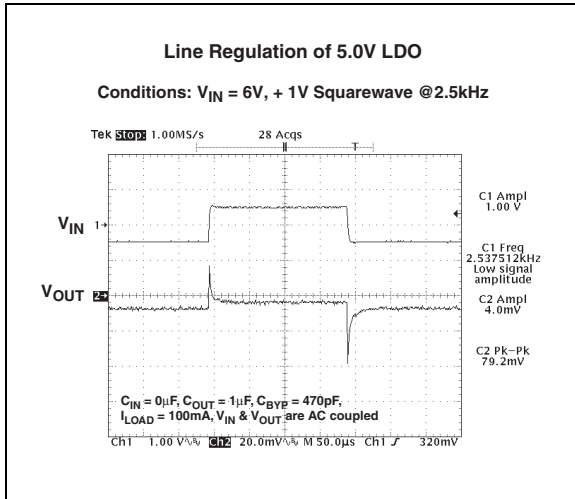 Line Regulation of 5.0V LDO
Conditions: VIN = 6V, + 1V Squarewave @2.5kHz
Tek Stop: 1.00MS/s 28 Acqs
T
C1 Ampl
1.00 V
VIN 1→
C1 Freq
2.537512kHz
Low signal
amplitude
VOUT 2→
C2 Ampl
4.0mV
C2 Pk–Pk
79.2mV
CIN = 0µF, COUT = 1µF, CBYP = 470pF,
ILOAD = 100mA, VIN & VOUT are AC coupled
Ch1 1.00 V∿ Ch2 20.0mV∿ M 50.0µs Ch1 ∫ 320mV